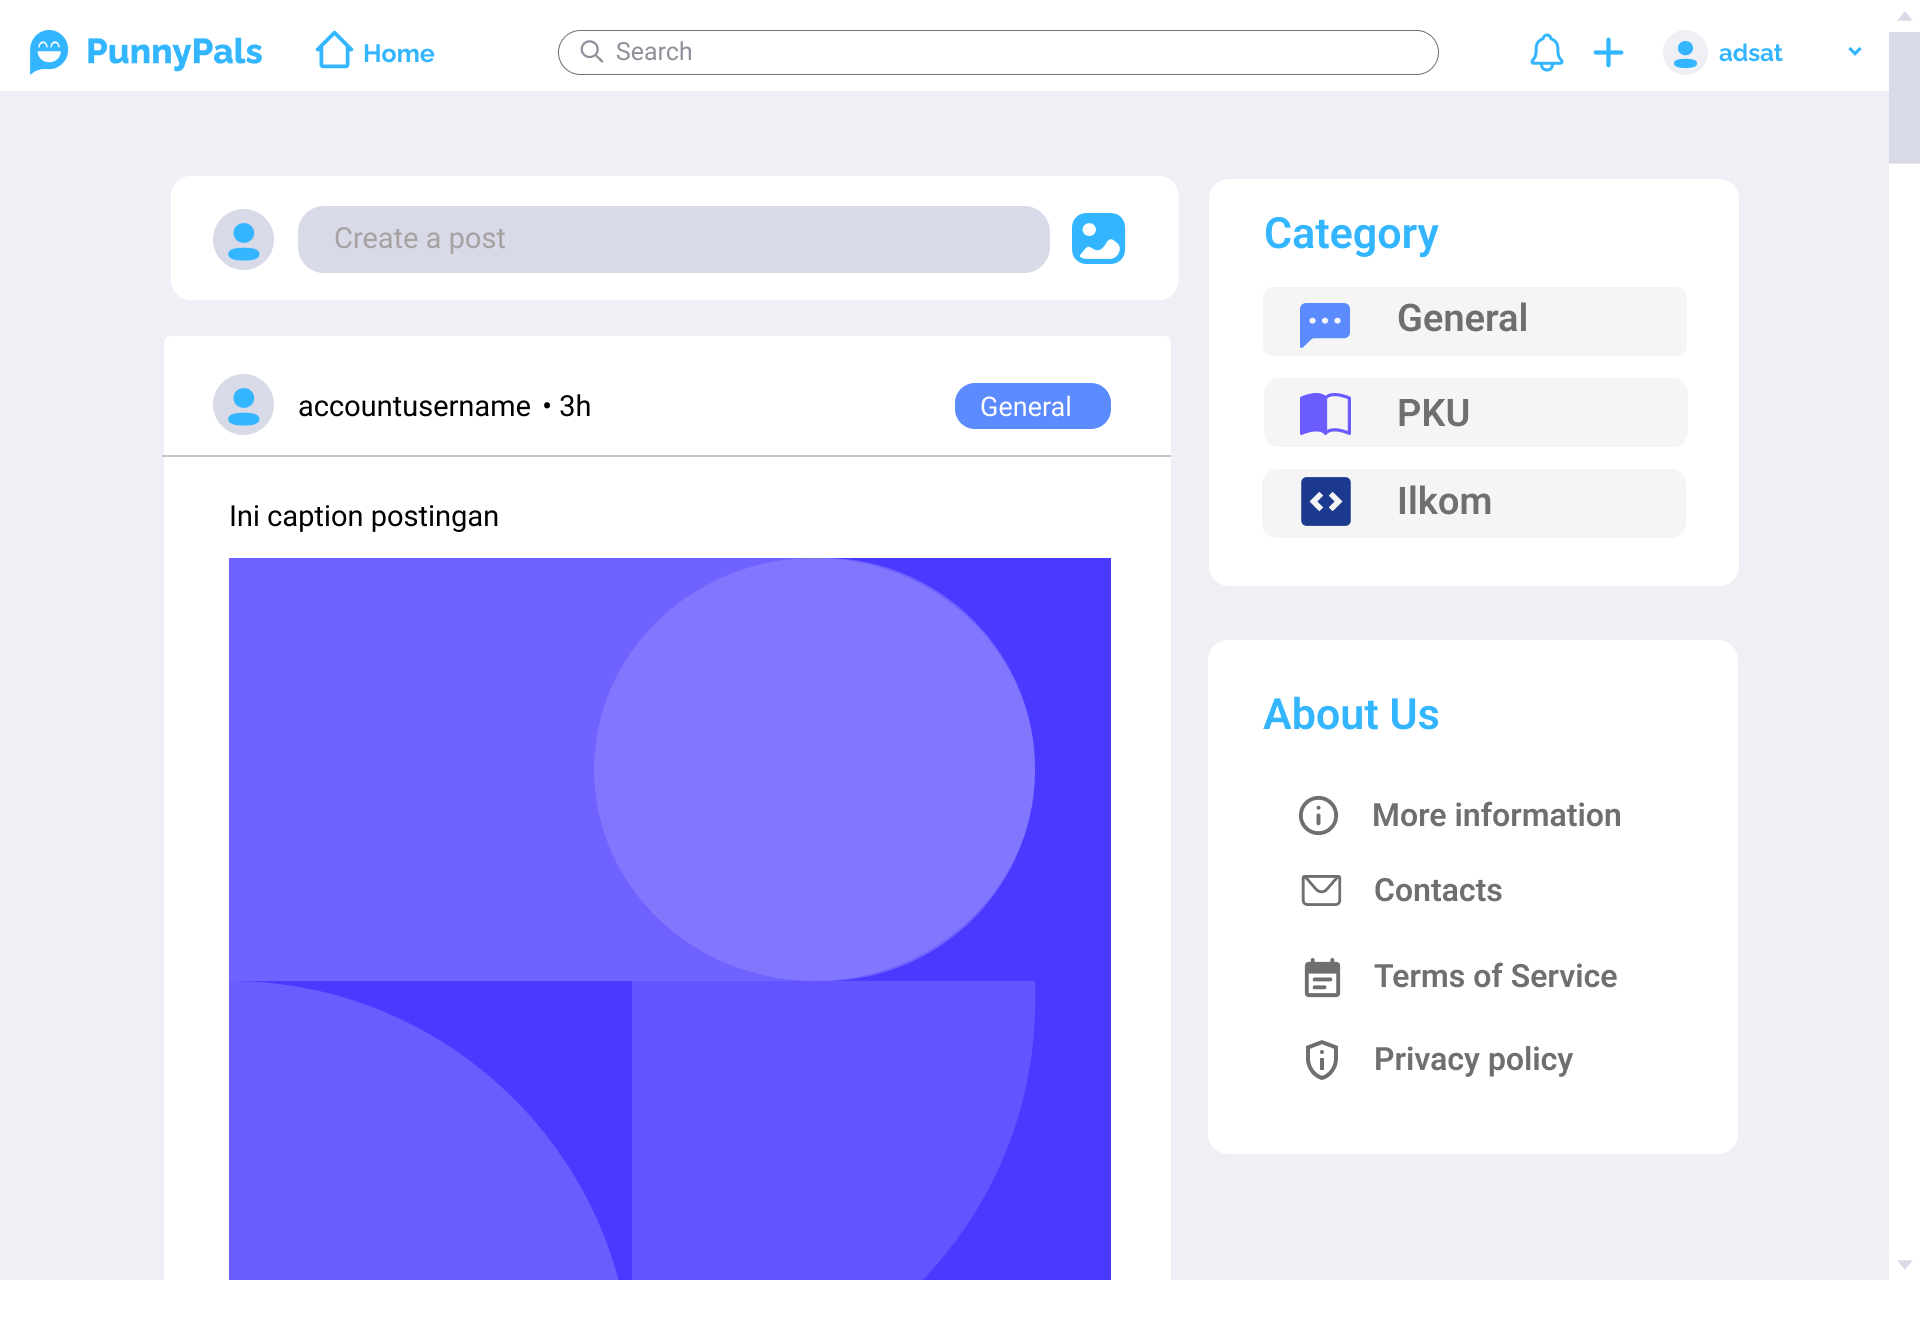 PunnyPals
Home
Search
adsat
Create a post
accountusername • 3h
General
Ini caption postingan
Category
General
PKU
Ilkom
About Us
More information
Contacts
Terms of Service
Privacy policy